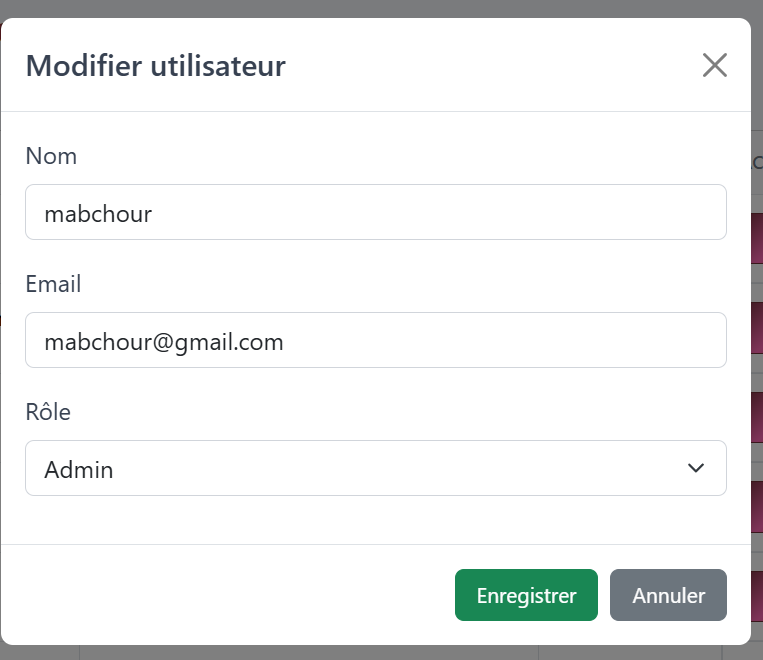 Modifier utilisateur
Nom
mabchour
Email
mabchour@gmail.com
Rôle
Admin
Enregistrer
Annuler